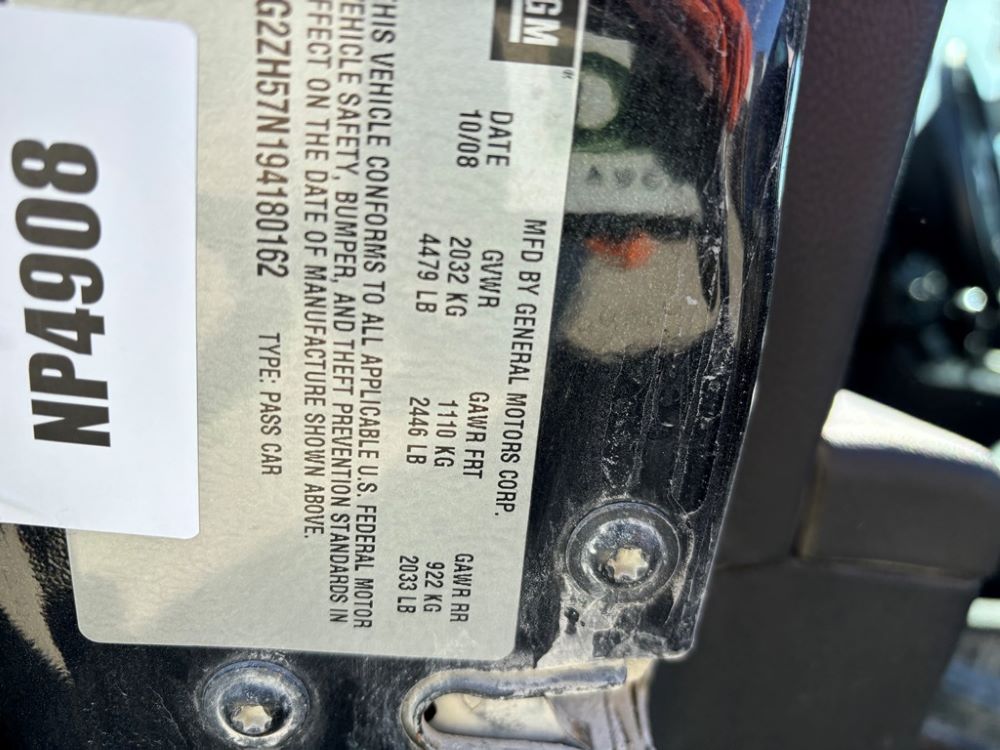 GM
MFD BY GENERAL MOTORS CORP.
DATE GVWR GAWR FRT GAWR RR
10/08 2032 KG 1110 KG 922 KG
4479 LB 2446 LB 2033 LB
THIS VEHICLE CONFORMS TO ALL APPLICABLE U.S. FEDERAL MOTOR
VEHICLE SAFETY, BUMPER, AND THEFT PREVENTION STANDARDS IN
EFFECT ON THE DATE OF MANUFACTURE SHOWN ABOVE.
G2ZH57N194180162 TYPE: PASS CAR
NP4908